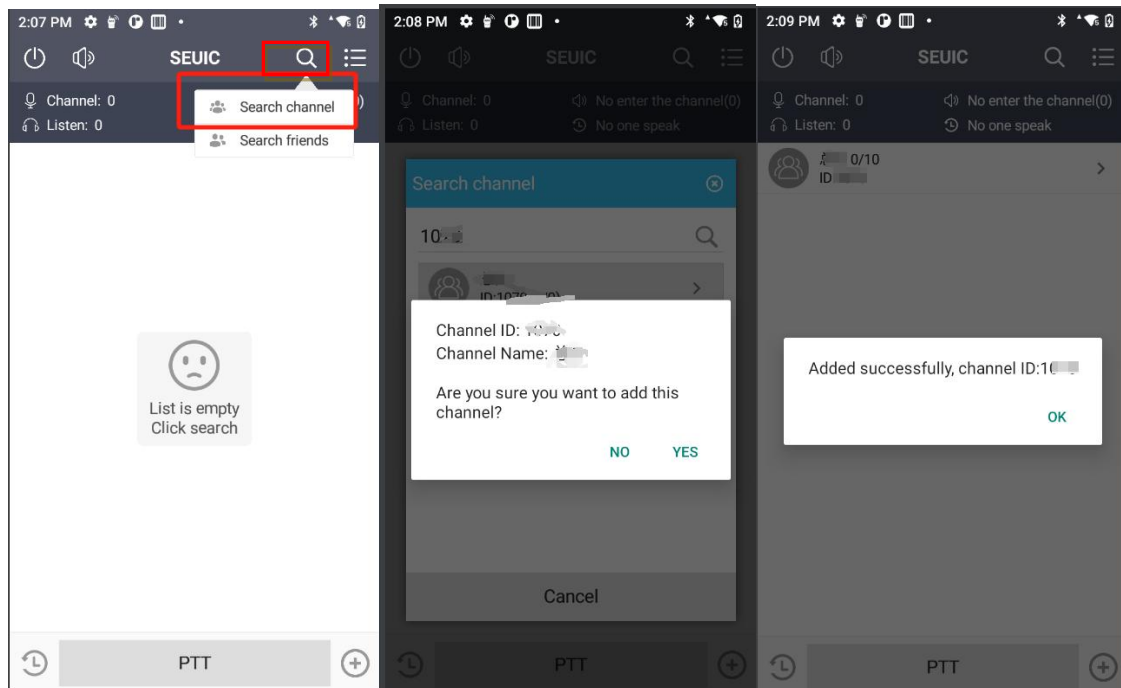 2:07 PM
SEUIC
Channel: 0
Listen: 0
Search channel
Search friends
List is empty
Click search
PTT
2:08 PM
SEUIC
Channel: 0
No enter the channel(0)
Listen: 0
No one speak
Search channel
10
Channel ID:
Channel Name:
Are you sure you want to add this
channel?
NO YES
Cancel
PTT
2:09 PM
SEUIC
Channel: 0
No enter the channel(0)
Listen: 0
No one speak
0/10
ID
Added successfully, channel ID:1
OK
PTT